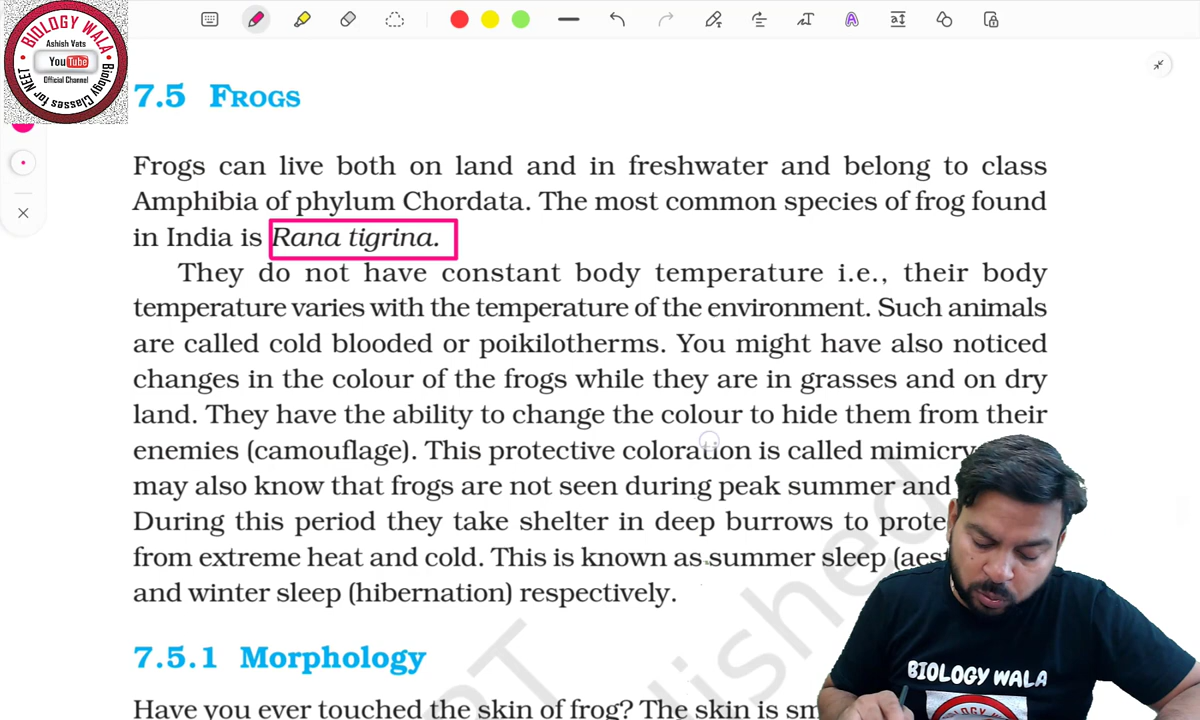 BIOLOGY WALA
Ashish Vats
YouTube
Official Channel
Biology Classes for NEET
7.5 FROGS
Frogs can live both on land and in freshwater and belong to class
Amphibia of phylum Chordata. The most common species of frog found
in India is Rana tigrina.
They do not have constant body temperature i.e., their body
temperature varies with the temperature of the environment. Such animals
are called cold blooded or poikilotherms. You might have also noticed
changes in the colour of the frogs while they are in grasses and on dry
land. They have the ability to change the colour to hide them from their
enemies (camouflage). This protective coloration is called mimicry
may also know that frogs are not seen during peak summer and
During this period they take shelter in deep burrows to prote
from extreme heat and cold. This is known as summer sleep (aes
and winter sleep (hibernation) respectively.
7.5.1 Morphology
Have you ever touched the skin of frog? The skin is sm
BIOLOGY WALA